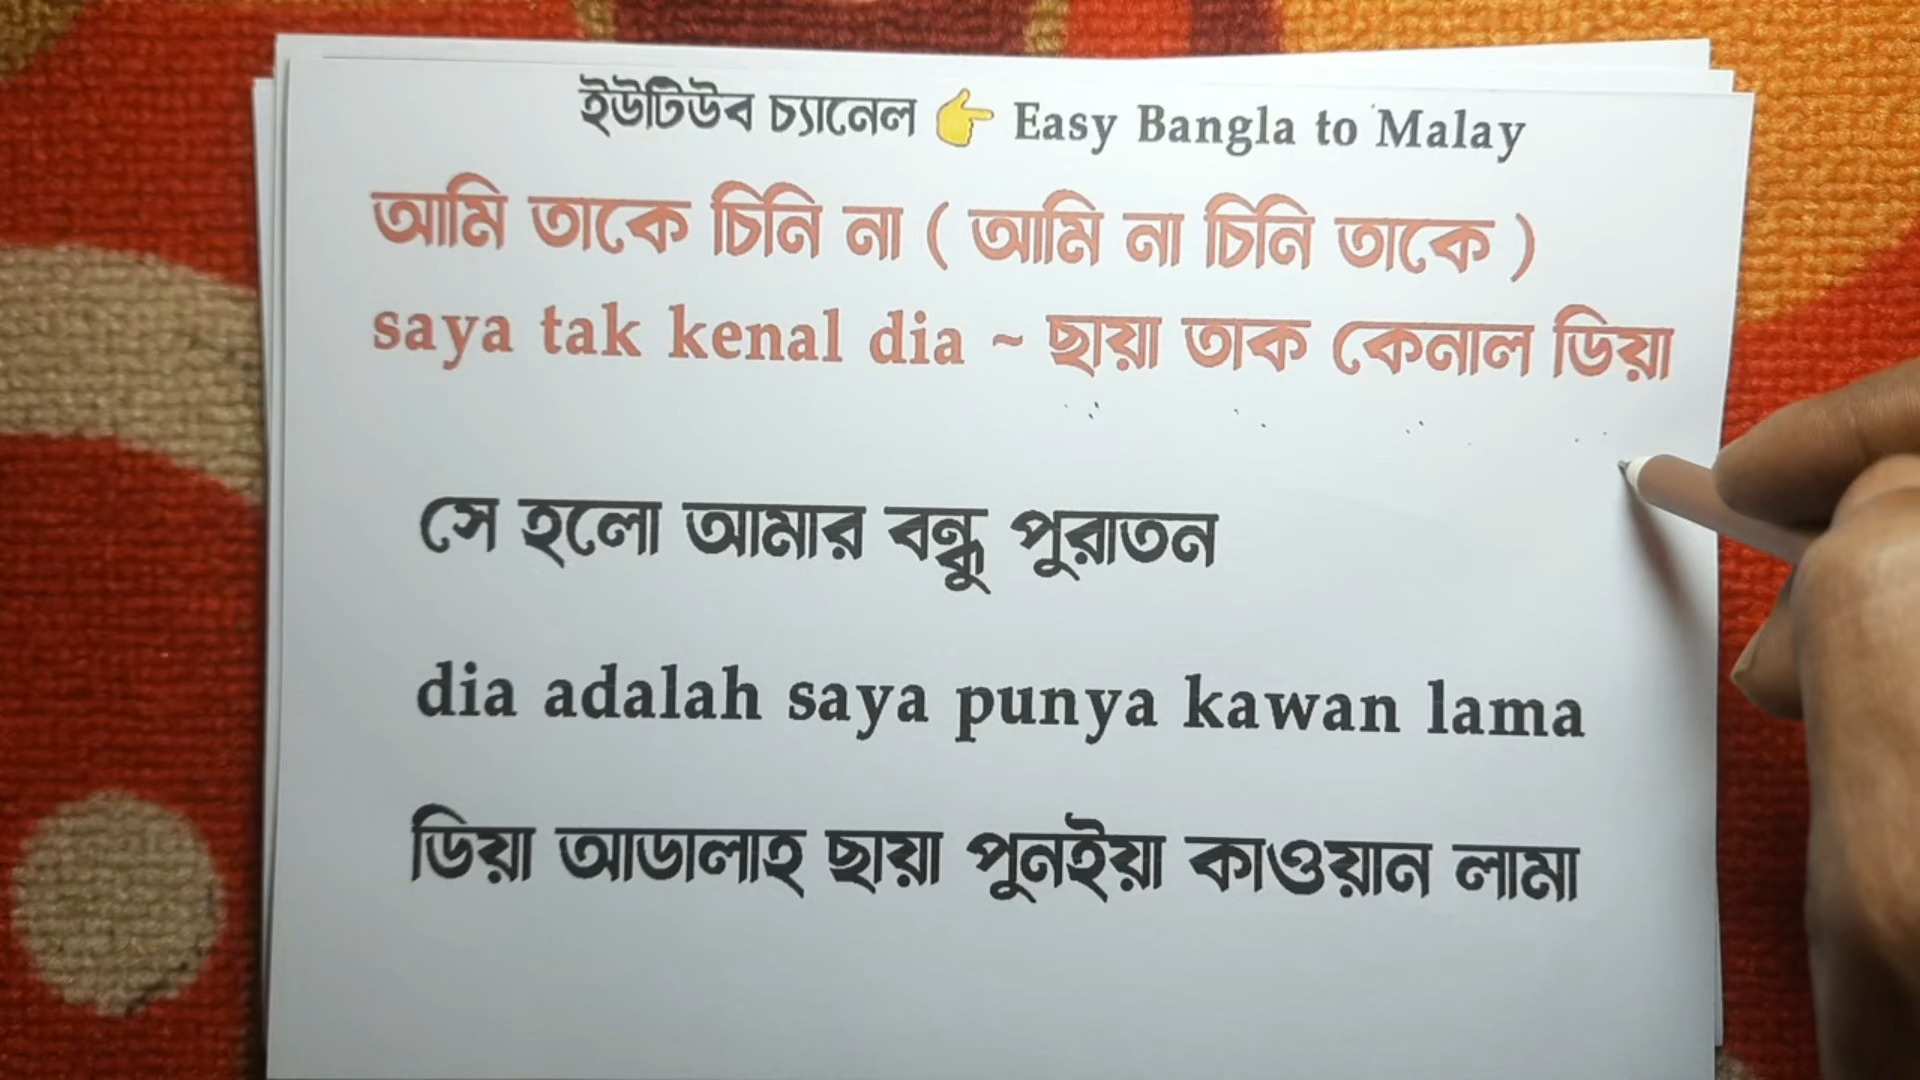 ইউটিউব চ্যানেল 👉 Easy Bangla to Malay
আমি তাকে চিনি না ( আমি না চিনি তাকে )
saya tak kenal dia ~ ছায়া তাক কেনাল ডিয়া
সে হলো আমার বন্ধু পুরাতন
dia adalah saya punya kawan lama
ডিয়া আডালাহ ছায়া পুনইয়া কাওয়ান লামা